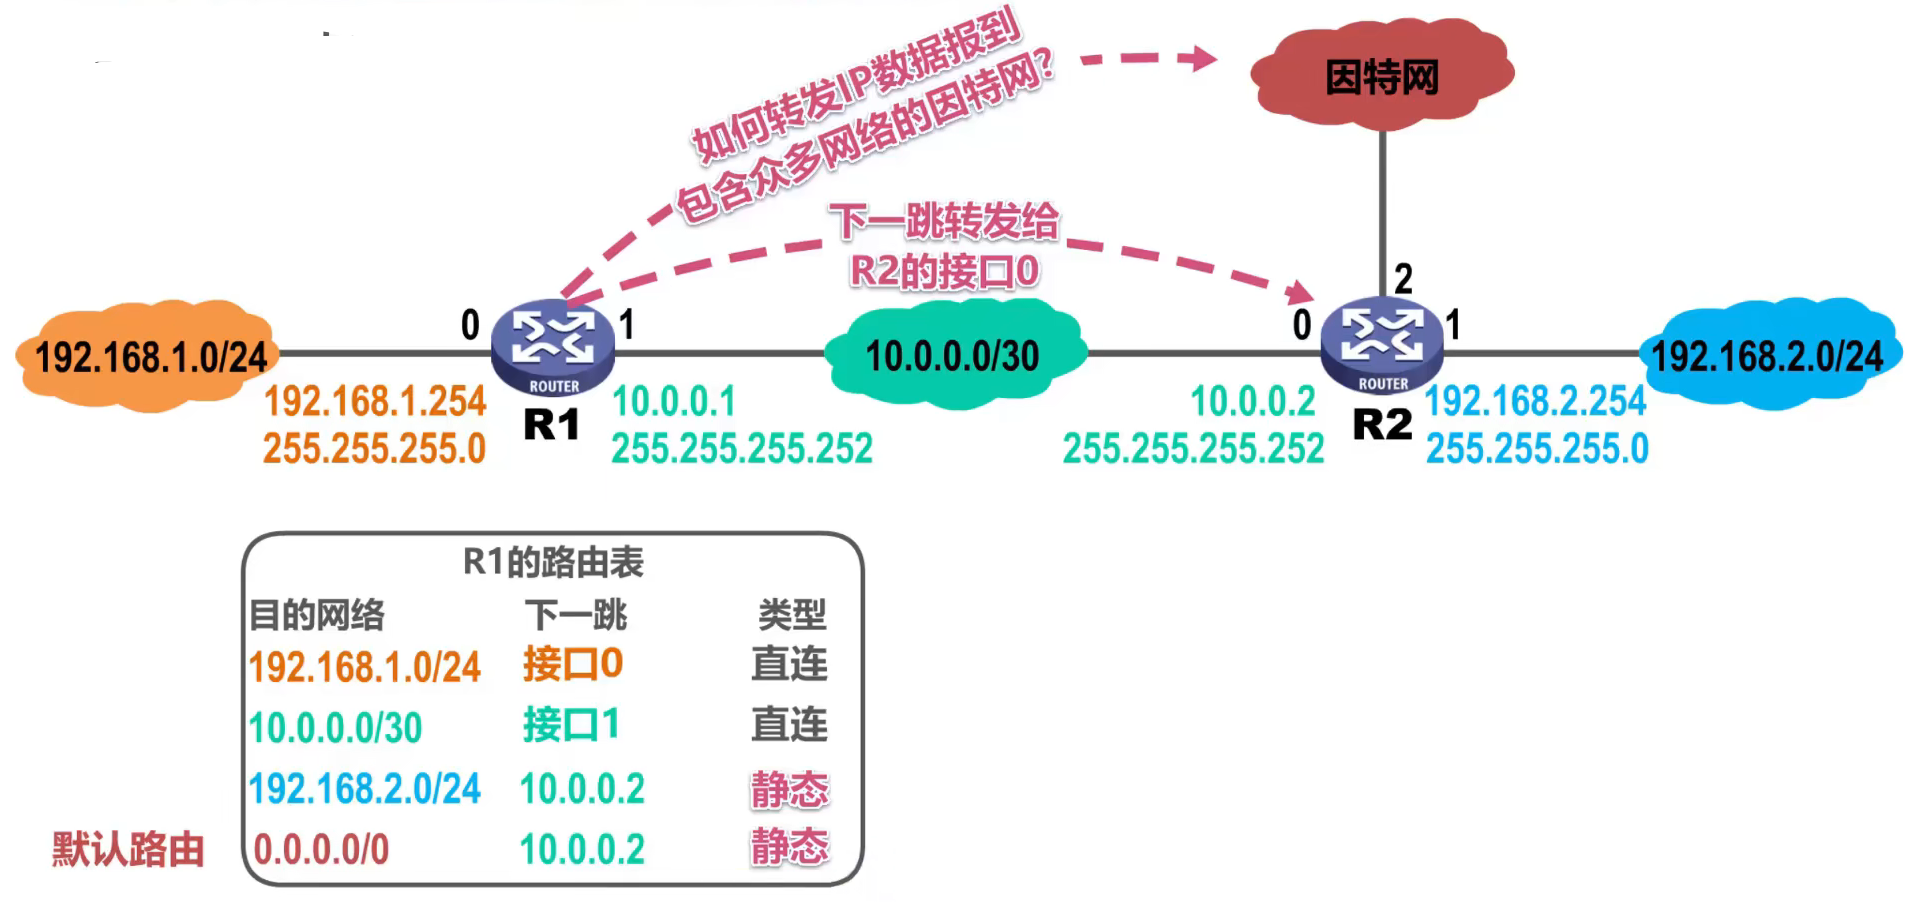 如何转发IP数据报到
包含众多网络的因特网?
因特网
下一跳转发给
R2的接口0
2
0
1
0
1
192.168.1.0/24
10.0.0.0/30
192.168.2.0/24
ROUTER
ROUTER
192.168.1.254
255.255.255.0
R1
10.0.0.1
255.255.255.252
10.0.0.2
255.255.255.252
R2
192.168.2.254
255.255.255.0
R1的路由表
目的网络 下一跳 类型
192.168.1.0/24 接口0 直连
10.0.0.0/30 接口1 直连
192.168.2.0/24 10.0.0.2 静态
默认路由 0.0.0.0/0 10.0.0.2 静态